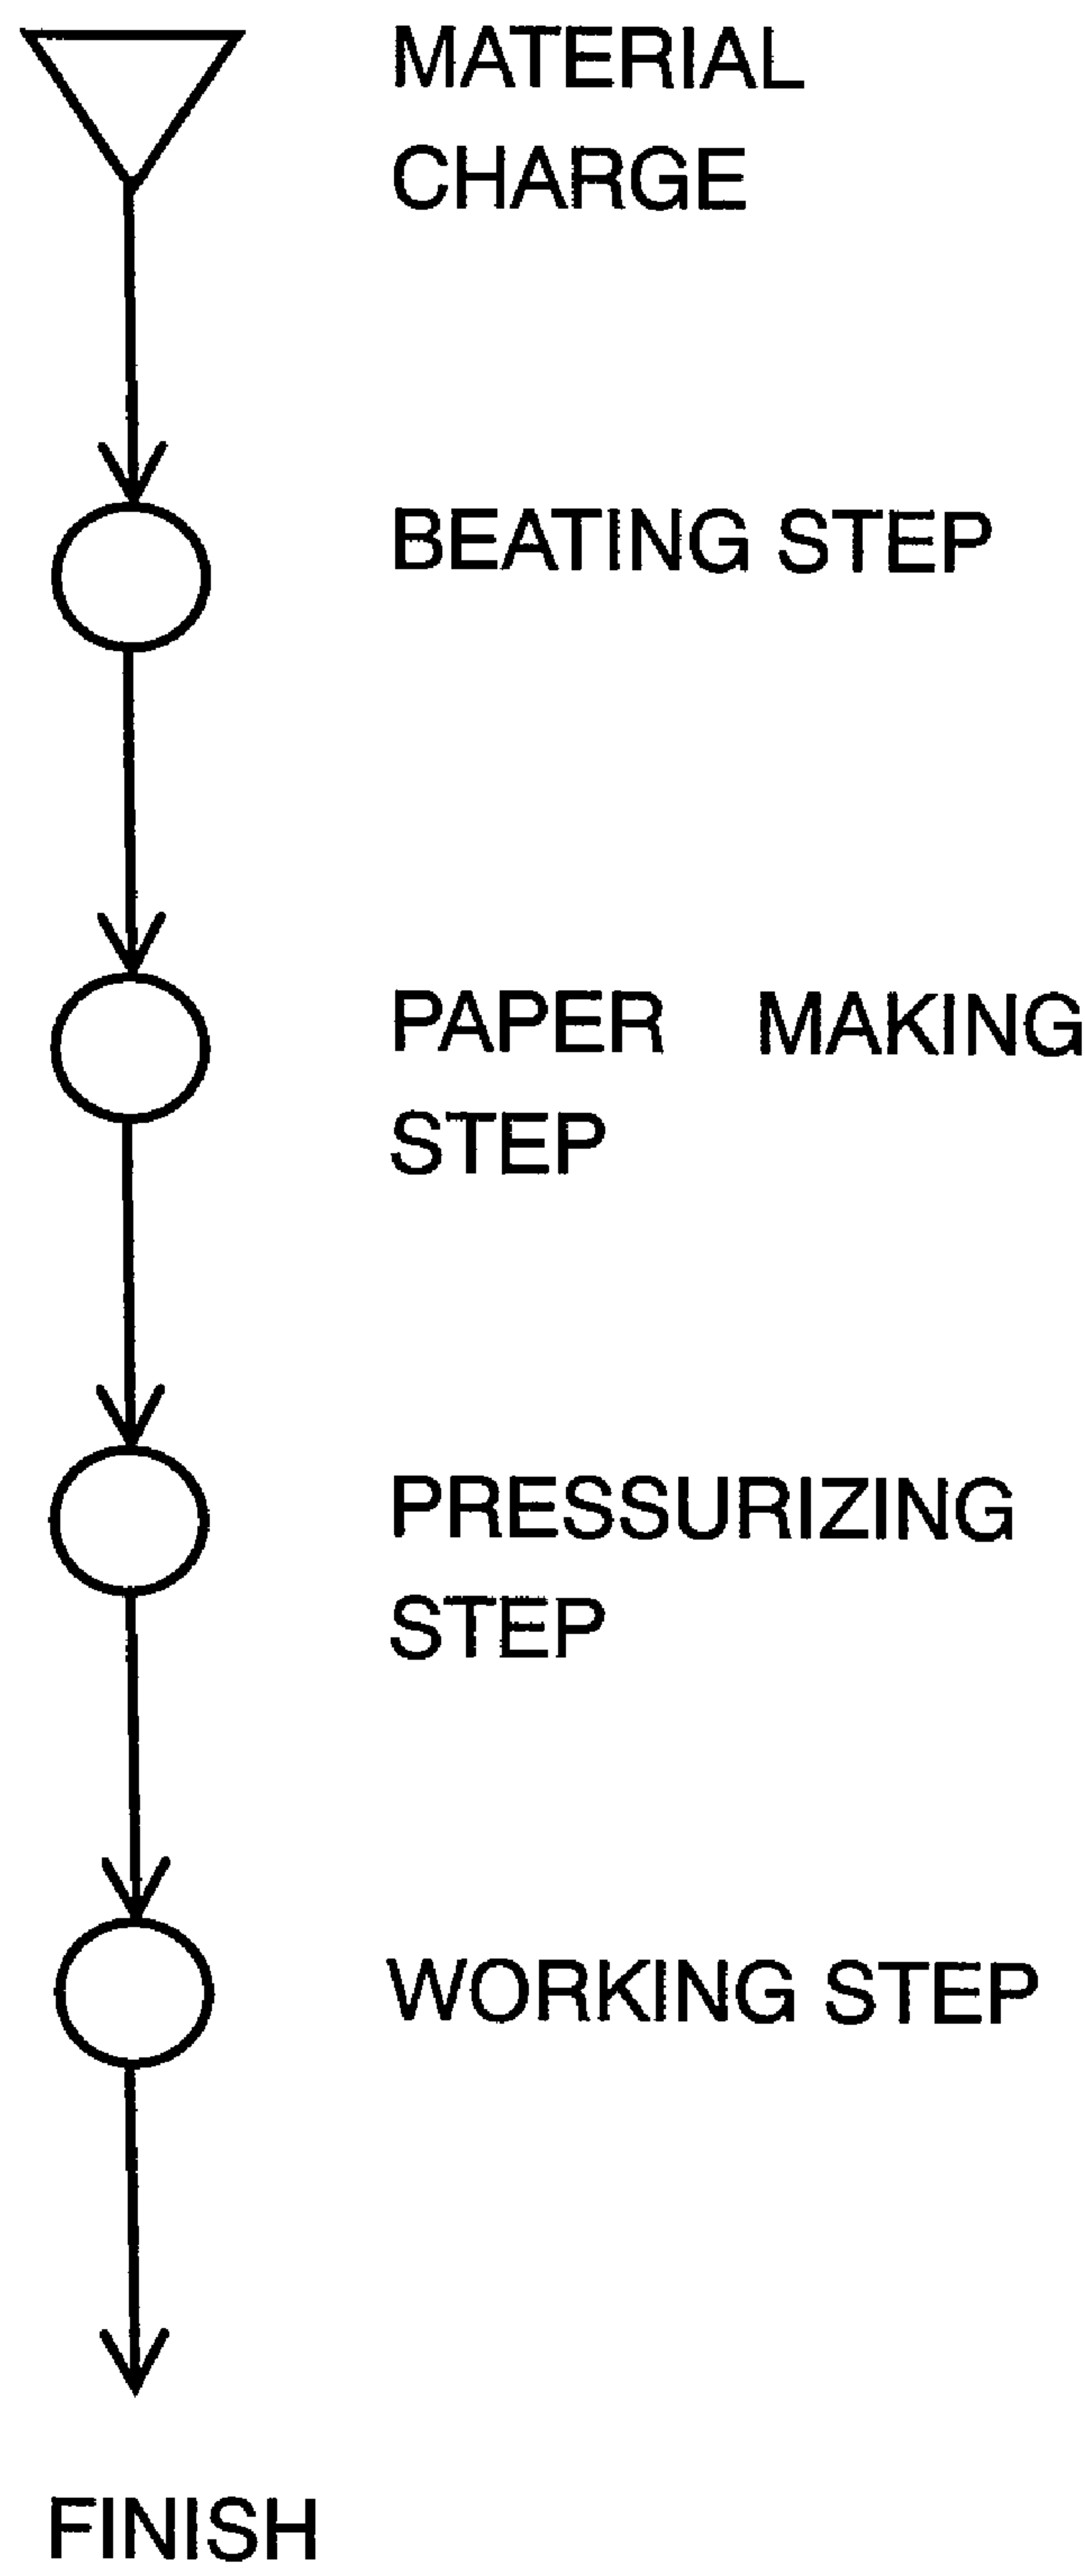 MATERIAL
CHARGE
BEATING STEP
PAPER MAKING
STEP
PRESSURIZING
STEP
WORKING STEP
FINISH